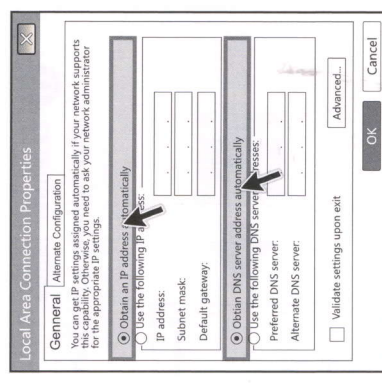 Local Area Connection Properties
Genneral
Alternate Configuration
You can get IP settings assigned automatically if your network supports
this capability. Otherwise, you need to ask your network administrator
for the appropriate IP settings.
Obtain an IP address automatically
Use the following IP address:
IP address:
Subnet mask:
Default gateway:
Obtian DNS server address automatically
Use the following DNS server addresses:
Preferred DNS server:
Alternate DNS server:
Validate settings upon exit
Advanced...
OK
Cancel